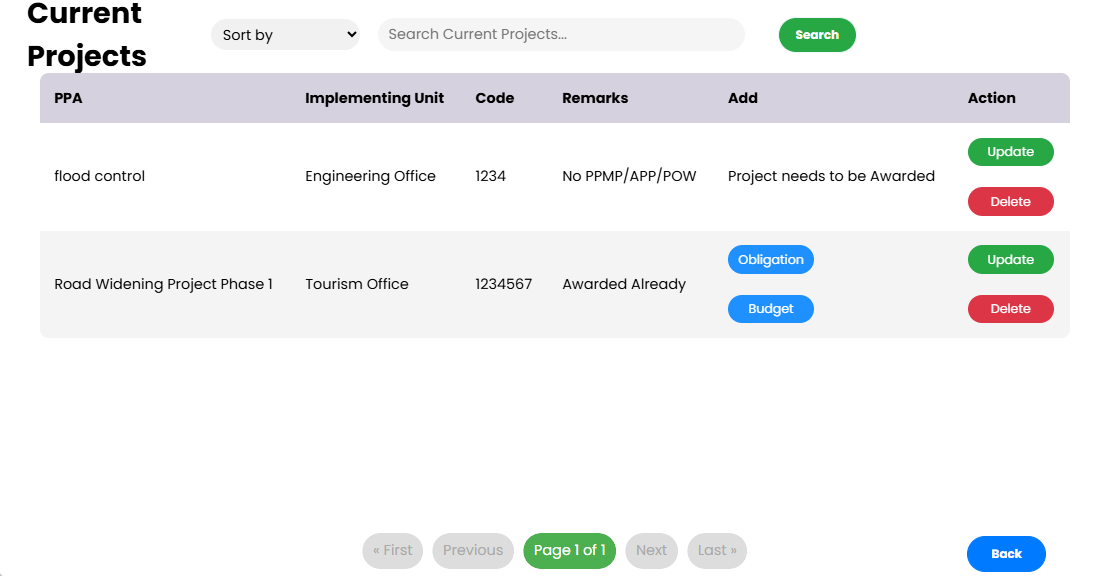 Current
Projects
Sort by
Search Current Projects...
Search
PPA Implementing Unit Code Remarks Add Action
flood control Engineering Office 1234 No PPMP/APP/POW Project needs to be Awarded Update
Delete
Road Widening Project Phase 1 Tourism Office 1234567 Awarded Already Obligation Update
Budget Delete
« First Previous Page 1 of 1 Next Last » Back